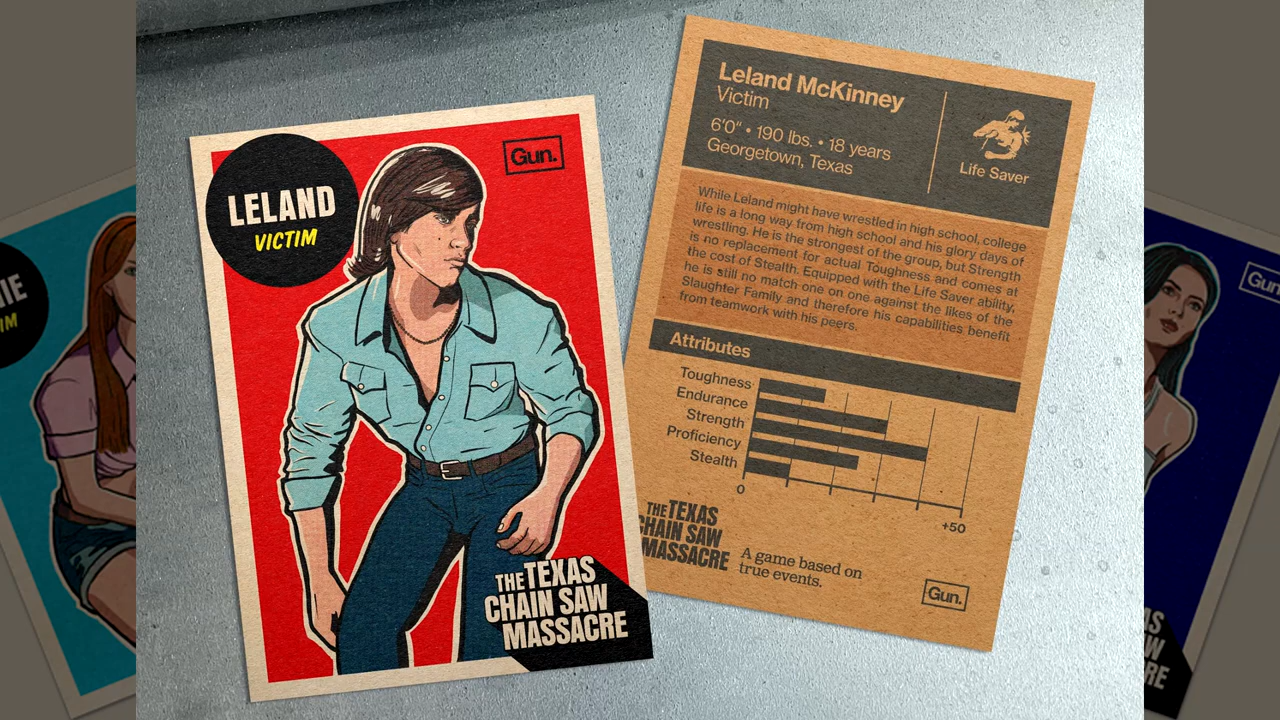 LELAND
VICTIM
Gun.
THE TEXAS
CHAIN SAW
MASSACRE
Leland McKinney
Victim
6'0" • 190 lbs. • 18 years
Georgetown, Texas
Life Saver
While Leland might have wrestled in high school, college
life is a long way from high school and his glory days of
wrestling. He is the strongest of the group, but Strength
is no replacement for actual Toughness and comes at
the cost of Stealth. Equipped with the Life Saver ability,
he is still no match one on one against the likes of the
Slaughter Family and therefore his capabilities benefit
from teamwork with his peers.
Attributes
Toughness
Endurance
Strength
Proficiency
Stealth
0
+50
THE TEXAS
CHAIN SAW
MASSACRE
A game based on
true events.
Gun.
IE
IM
Gun
AS
W
RE